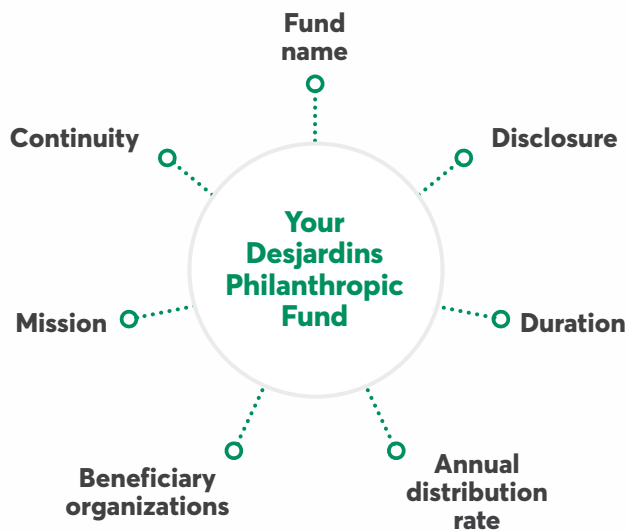 Fund
name
Continuity
Disclosure
Your
Desjardins
Philanthropic
Fund
Mission
Duration
Beneficiary
organizations
Annual
distribution
rate